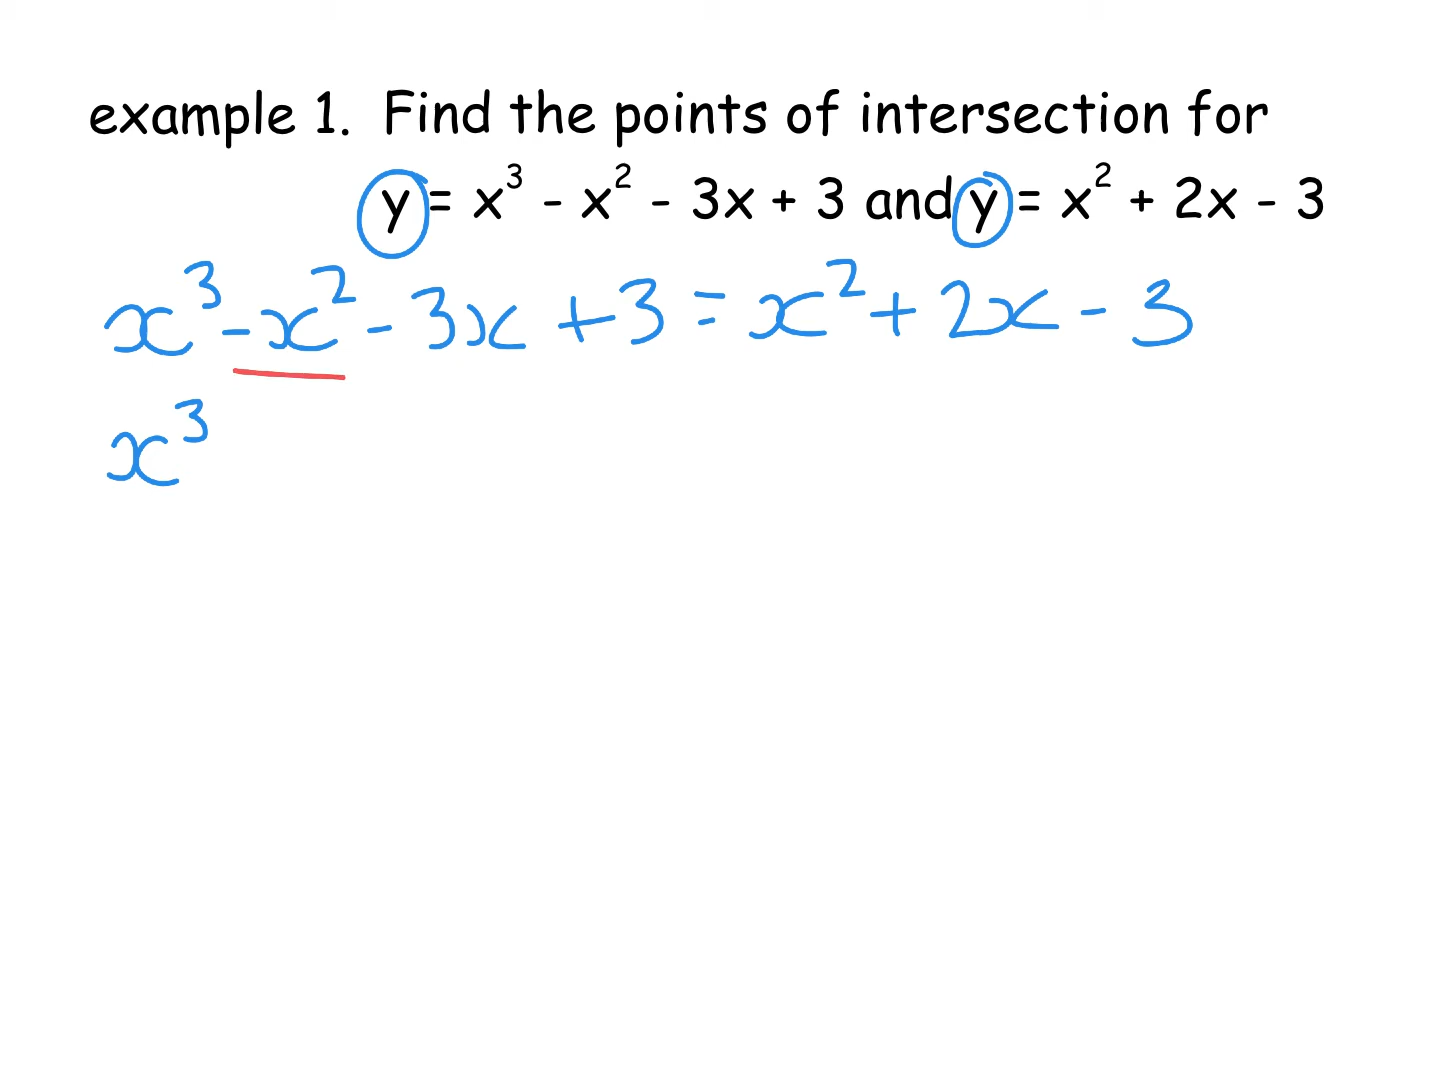 example 1. Find the points of intersection for
y = x³ - x² - 3x + 3 and y = x² + 2x - 3
x³ - x² - 3x + 3 = x² + 2x - 3
x³